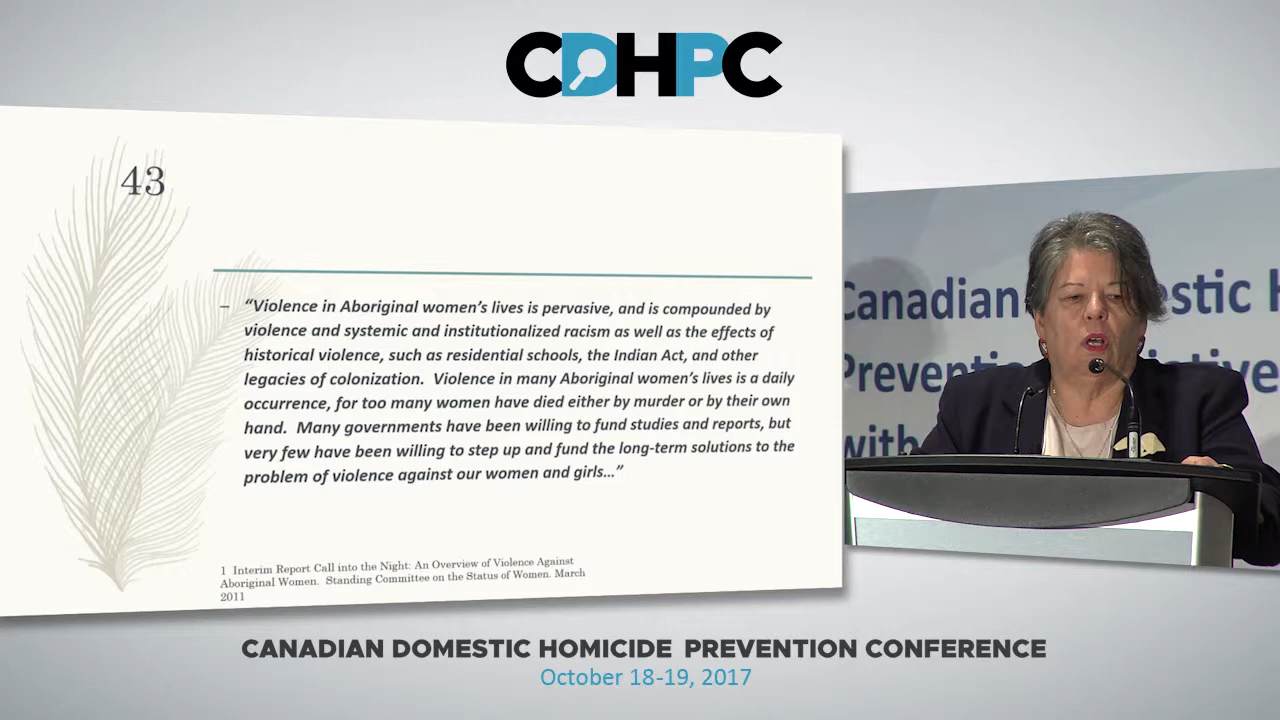 CDHPC
43
– “Violence in Aboriginal women’s lives is pervasive, and is compounded by
violence and systemic and institutionalized racism as well as the effects of
historical violence, such as residential schools, the Indian Act, and other
legacies of colonization. Violence in many Aboriginal women’s lives is a daily
occurrence, for too many women have died either by murder or by their own
hand. Many governments have been willing to fund studies and reports, but
very few have been willing to step up and fund the long-term solutions to the
problem of violence against our women and girls…”
1 Interim Report Call into the Night: An Overview of Violence Against
Aboriginal Women. Standing Committee on the Status of Women. March
2011
Canadian
with
CANADIAN DOMESTIC HOMICIDE PREVENTION CONFERENCE
October 18-19, 2017